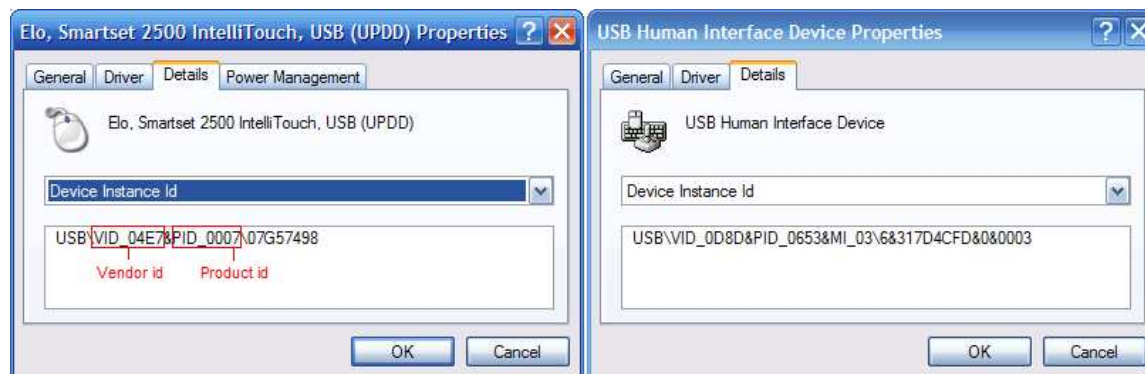 Elo, Smartset 2500 IntelliTouch, USB (UPDD) Properties
General Driver Details Power Management
Elo, Smartset 2500 IntelliTouch, USB (UPDD)
Device Instance Id
USB\VID_04E7&PID_0007\07G57498
Vendor id Product id
OK Cancel
USB Human Interface Device Properties
General Driver Details
USB Human Interface Device
Device Instance Id
USB\VID_0D8D&PID_0653&MI_03\6&317D4CFD&0&0003
OK Cancel